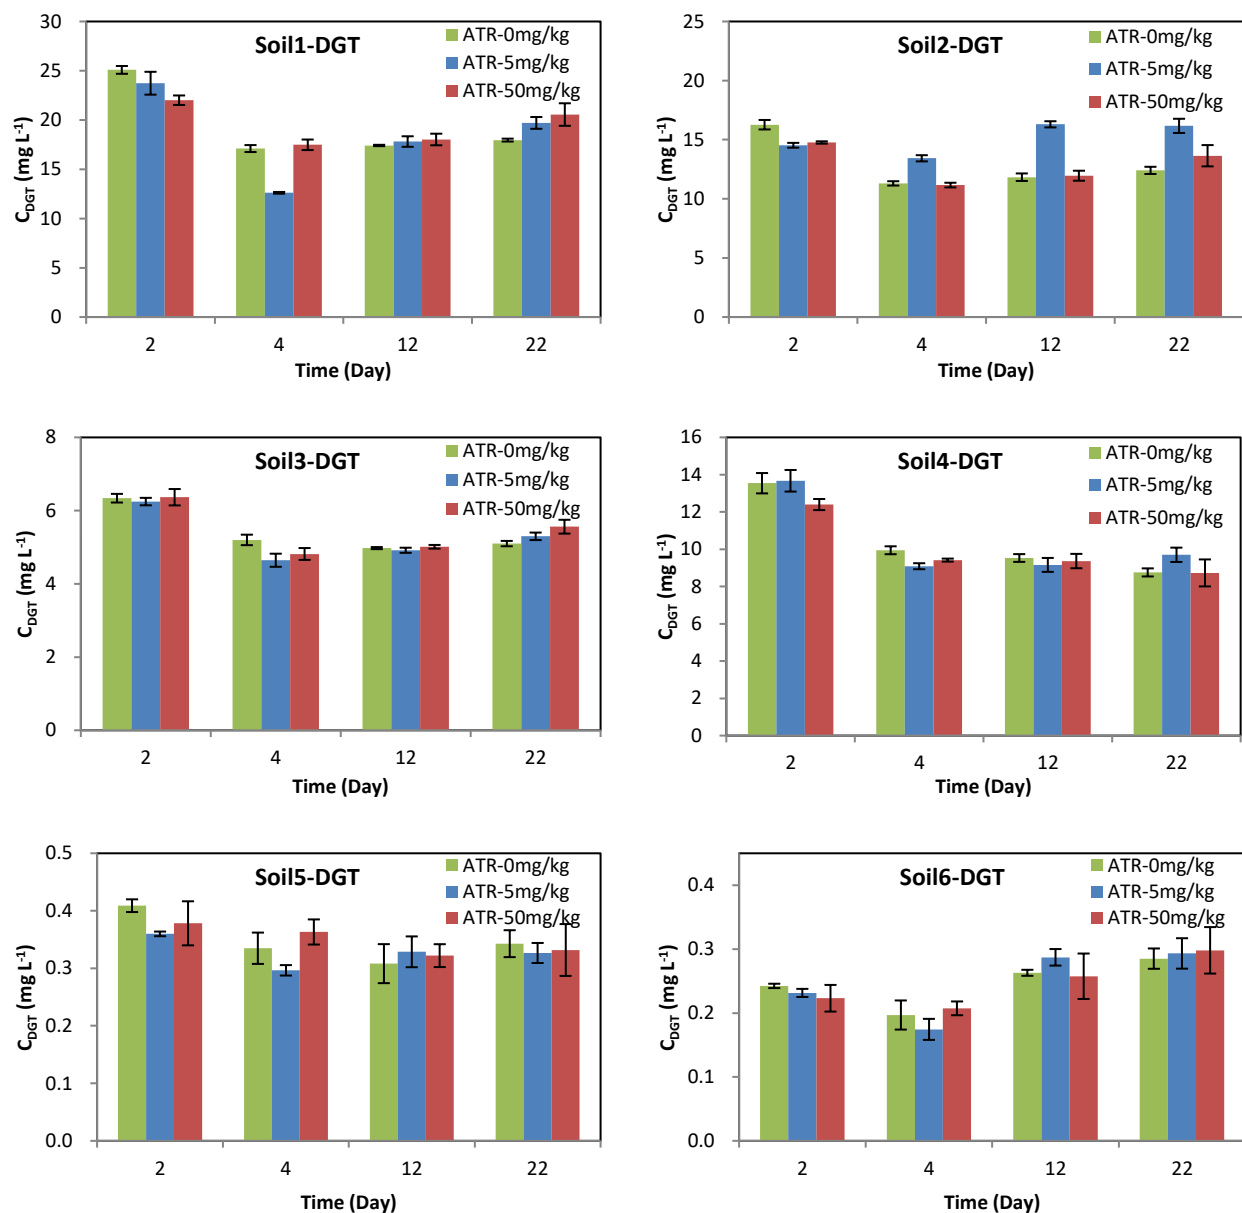 Soil1-DGT
ATR-0mg/kg
ATR-5mg/kg
ATR-50mg/kg
C_DGT (mg L⁻¹)
30
25
20
15
10
5
0
2 4 12 22
Time (Day)
Soil2-DGT
ATR-0mg/kg
ATR-5mg/kg
ATR-50mg/kg
C_DGT (mg L⁻¹)
25
20
15
10
5
0
2 4 12 22
Time (Day)
Soil3-DGT
ATR-0mg/kg
ATR-5mg/kg
ATR-50mg/kg
C_DGT (mg L⁻¹)
8
6
4
2
0
2 4 12 22
Time (Day)
Soil4-DGT
ATR-0mg/kg
ATR-5mg/kg
ATR-50mg/kg
C_DGT (mg L⁻¹)
16
14
12
10
8
6
4
2
0
2 4 12 22
Time (Day)
Soil5-DGT
ATR-0mg/kg
ATR-5mg/kg
ATR-50mg/kg
C_DGT (mg L⁻¹)
0.5
0.4
0.3
0.2
0.1
0.0
2 4 12 22
Time (Day)
Soil6-DGT
ATR-0mg/kg
ATR-5mg/kg
ATR-50mg/kg
C_DGT (mg L⁻¹)
0.4
0.3
0.2
0.1
0.0
2 4 12 22
Time (Day)